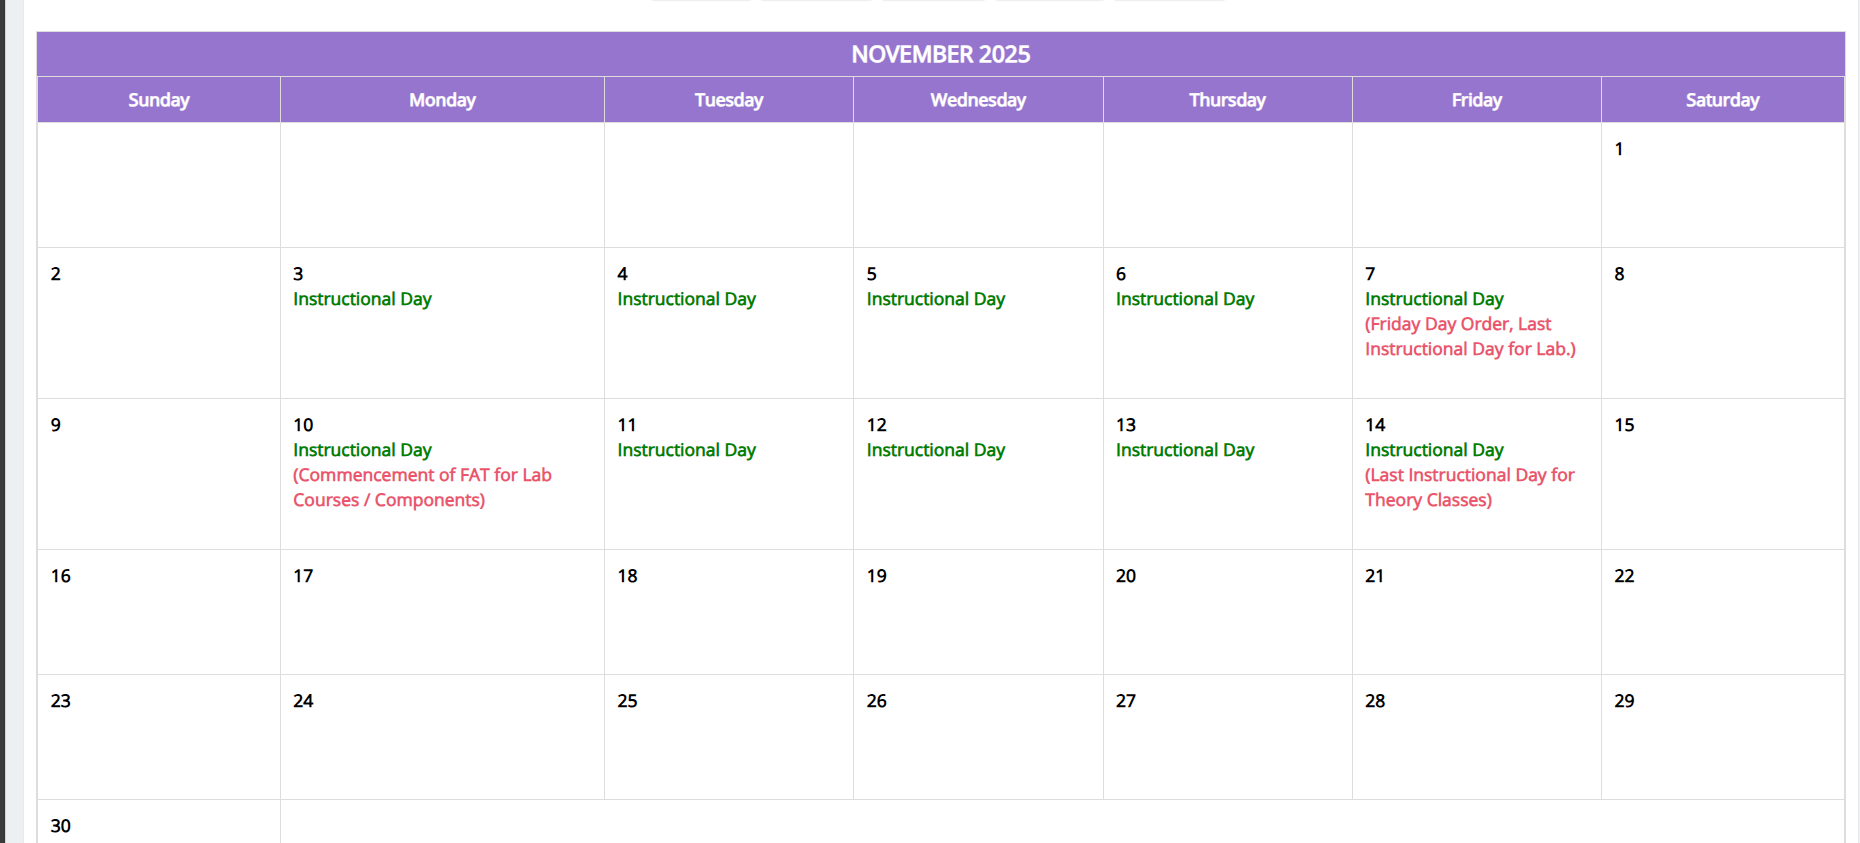 NOVEMBER 2025
Sunday Monday Tuesday Wednesday Thursday Friday Saturday
1
2 3 4 5 6 7 8
Instructional Day Instructional Day Instructional Day Instructional Day Instructional Day
(Friday Day Order, Last
Instructional Day for Lab.)
9 10 11 12 13 14 15
Instructional Day Instructional Day Instructional Day Instructional Day Instructional Day
(Commencement of FAT for Lab (Last Instructional Day for
Courses / Components) Theory Classes)
16 17 18 19 20 21 22
23 24 25 26 27 28 29
30